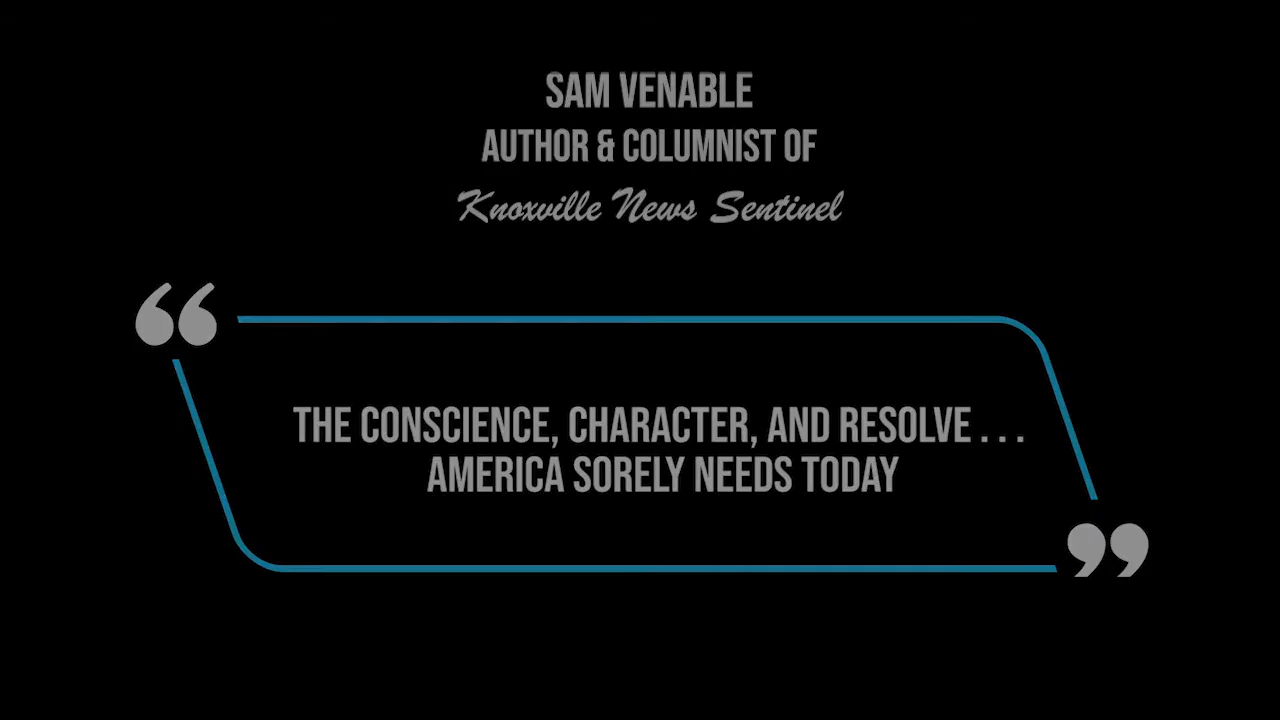 SAM VENABLE
AUTHOR & COLUMNIST OF
Knoxville News Sentinel
“
THE CONSCIENCE, CHARACTER, AND RESOLVE . . .
AMERICA SORELY NEEDS TODAY
”